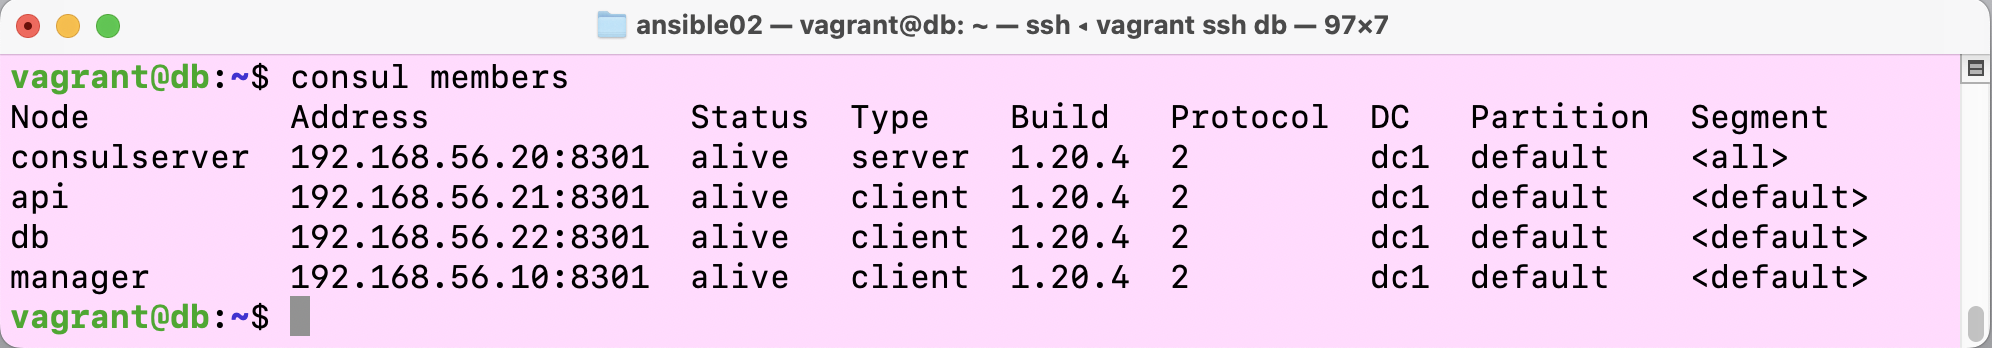 ansible02 — vagrant@db: ~ — ssh ◂ vagrant ssh db — 97×7
vagrant@db:~$ consul members
Node          Address              Status  Type    Build   Protocol  DC   Partition  Segment
consulserver  192.168.56.20:8301   alive   server  1.20.4  2         dc1  default    <all>
api           192.168.56.21:8301   alive   client  1.20.4  2         dc1  default    <default>
db            192.168.56.22:8301   alive   client  1.20.4  2         dc1  default    <default>
manager       192.168.56.10:8301   alive   client  1.20.4  2         dc1  default    <default>
vagrant@db:~$